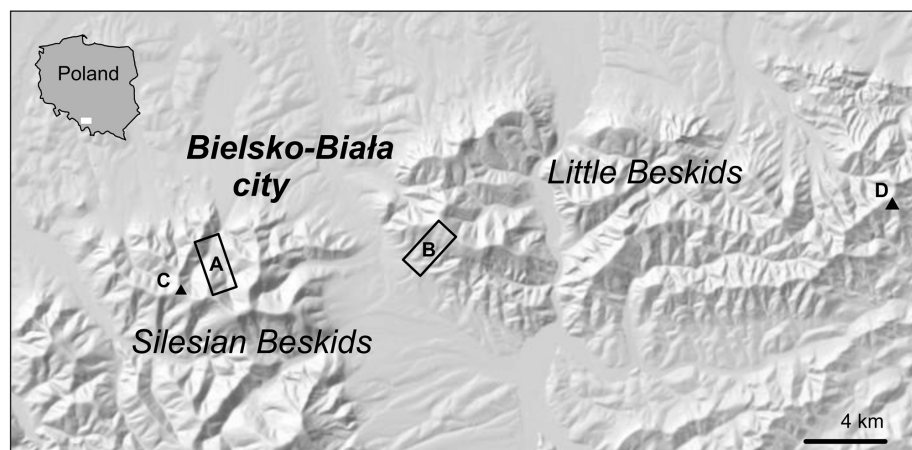 Poland
Bielsko-Biała
city
Little Beskids
D
B
A
C
Silesian Beskids
4 km